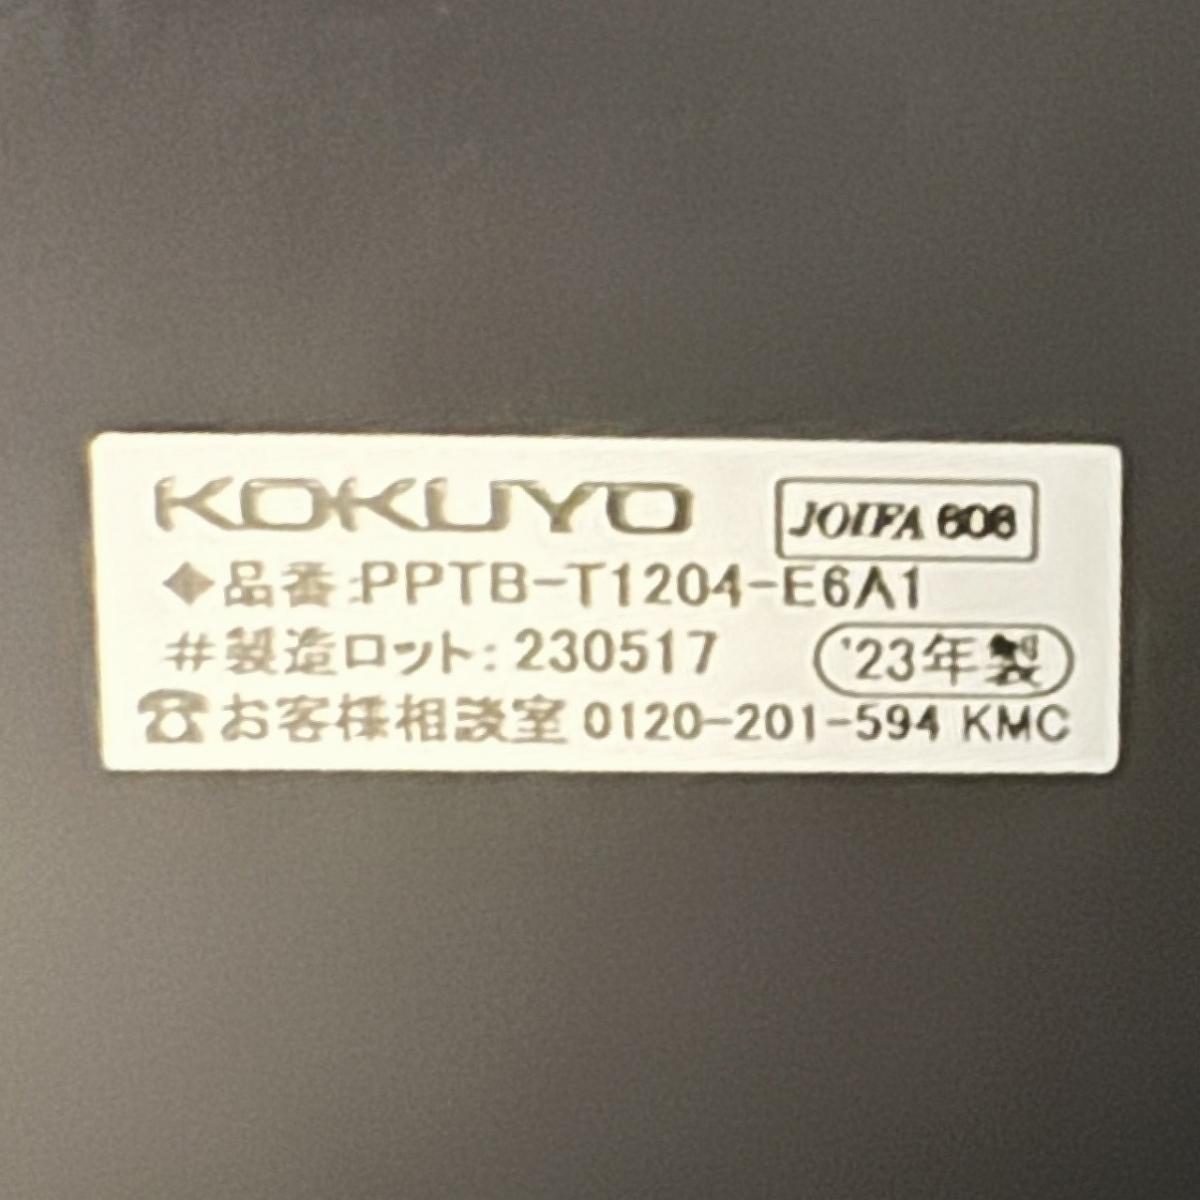 KOKUYO JOIFA 606
◆品番:PPTB-T1204-E6A1
#製造ロット:230517 '23年製
☎お客様相談室 0120-201-594 KMC